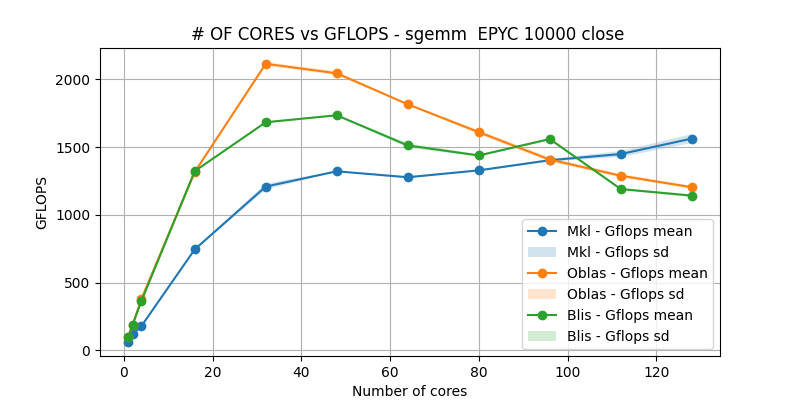 # OF CORES vs GFLOPS - sgemm  EPYC 10000 close
GFLOPS
2000
1500
1000
500
0
0 20 40 60 80 100 120
Number of cores
Mkl - Gflops mean
Mkl - Gflops sd
Oblas - Gflops mean
Oblas - Gflops sd
Blis - Gflops mean
Blis - Gflops sd